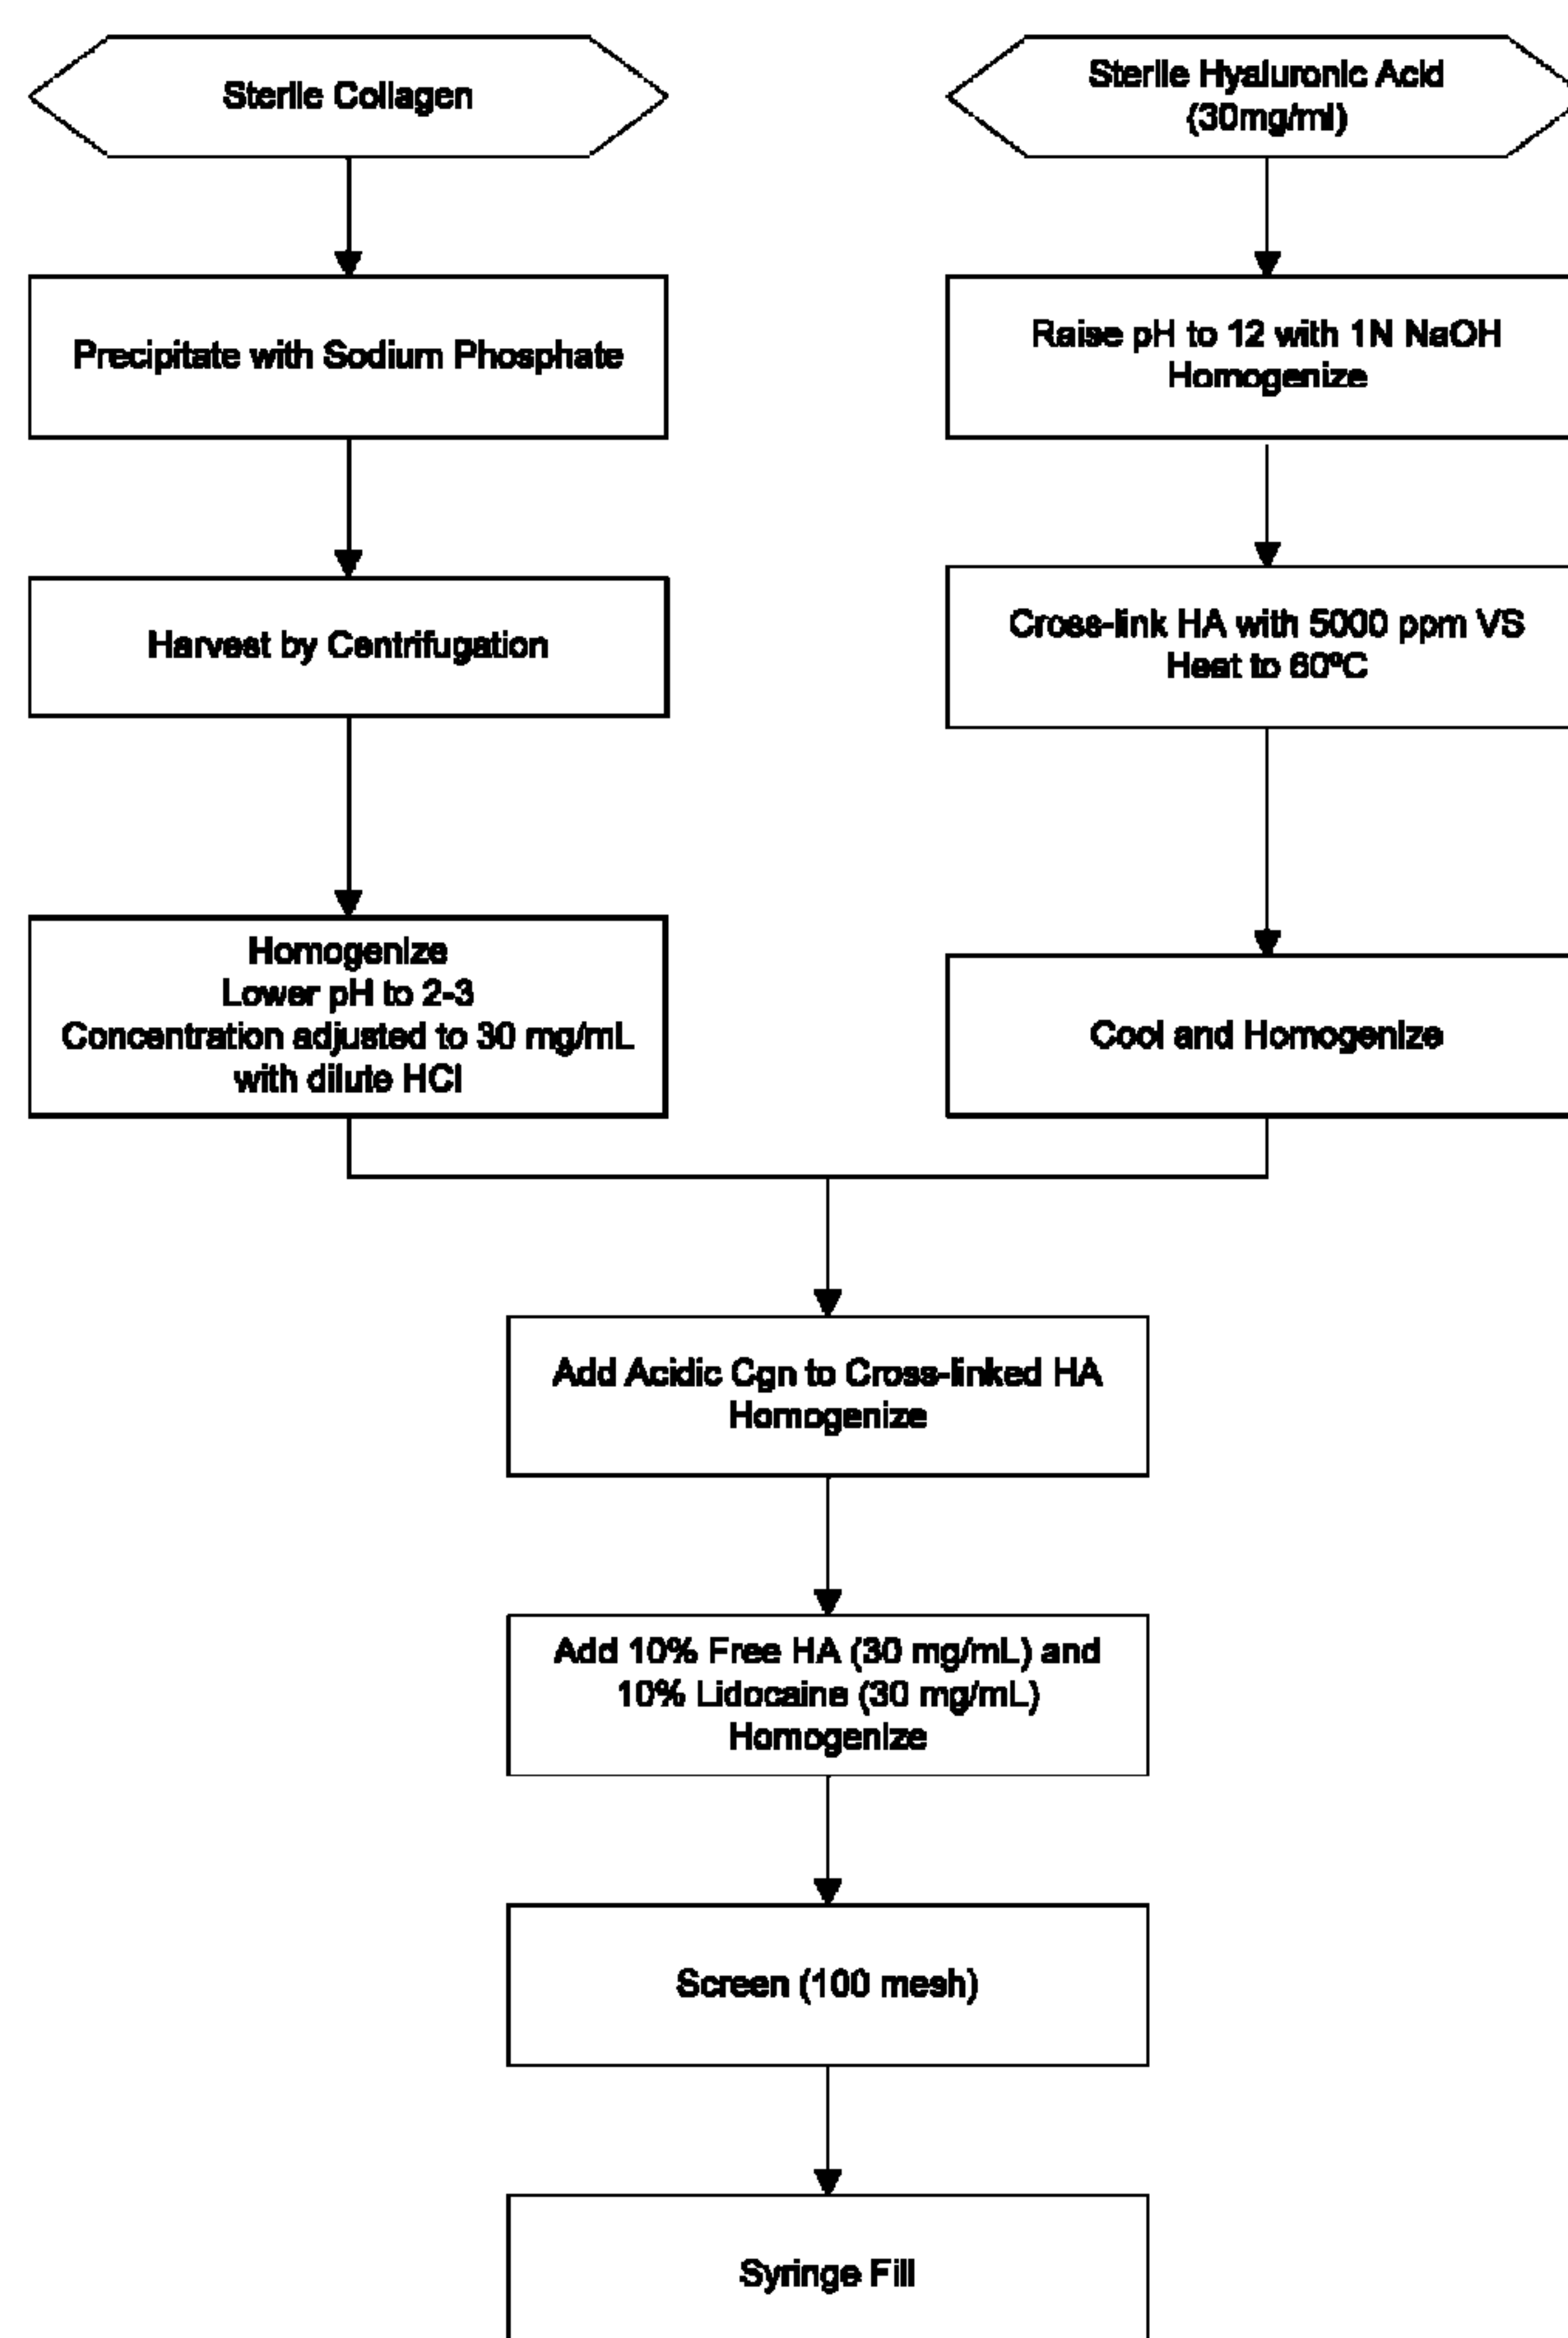 Sterile Collagen
Precipitate with Sodium Phosphate
Harvest by Centrifugation
Homogenize
Lower pH to 2-3
Concentration adjusted to 30 mg/mL
with dilute HCl
Sterile Hyaluronic Acid
(30mg/ml)
Raise pH to 12 with 1N NaOH
Homogenize
Cross-link HA with 5000 ppm VS
Heat to 60ºC
Cool and Homogenize
Add Acidic Cgn to Cross-linked HA
Homogenize
Add 10% Free HA (30 mg/mL) and
10% Lidocaine (30 mg/mL)
Homogenize
Screen (100 mesh)
Syringe Fill